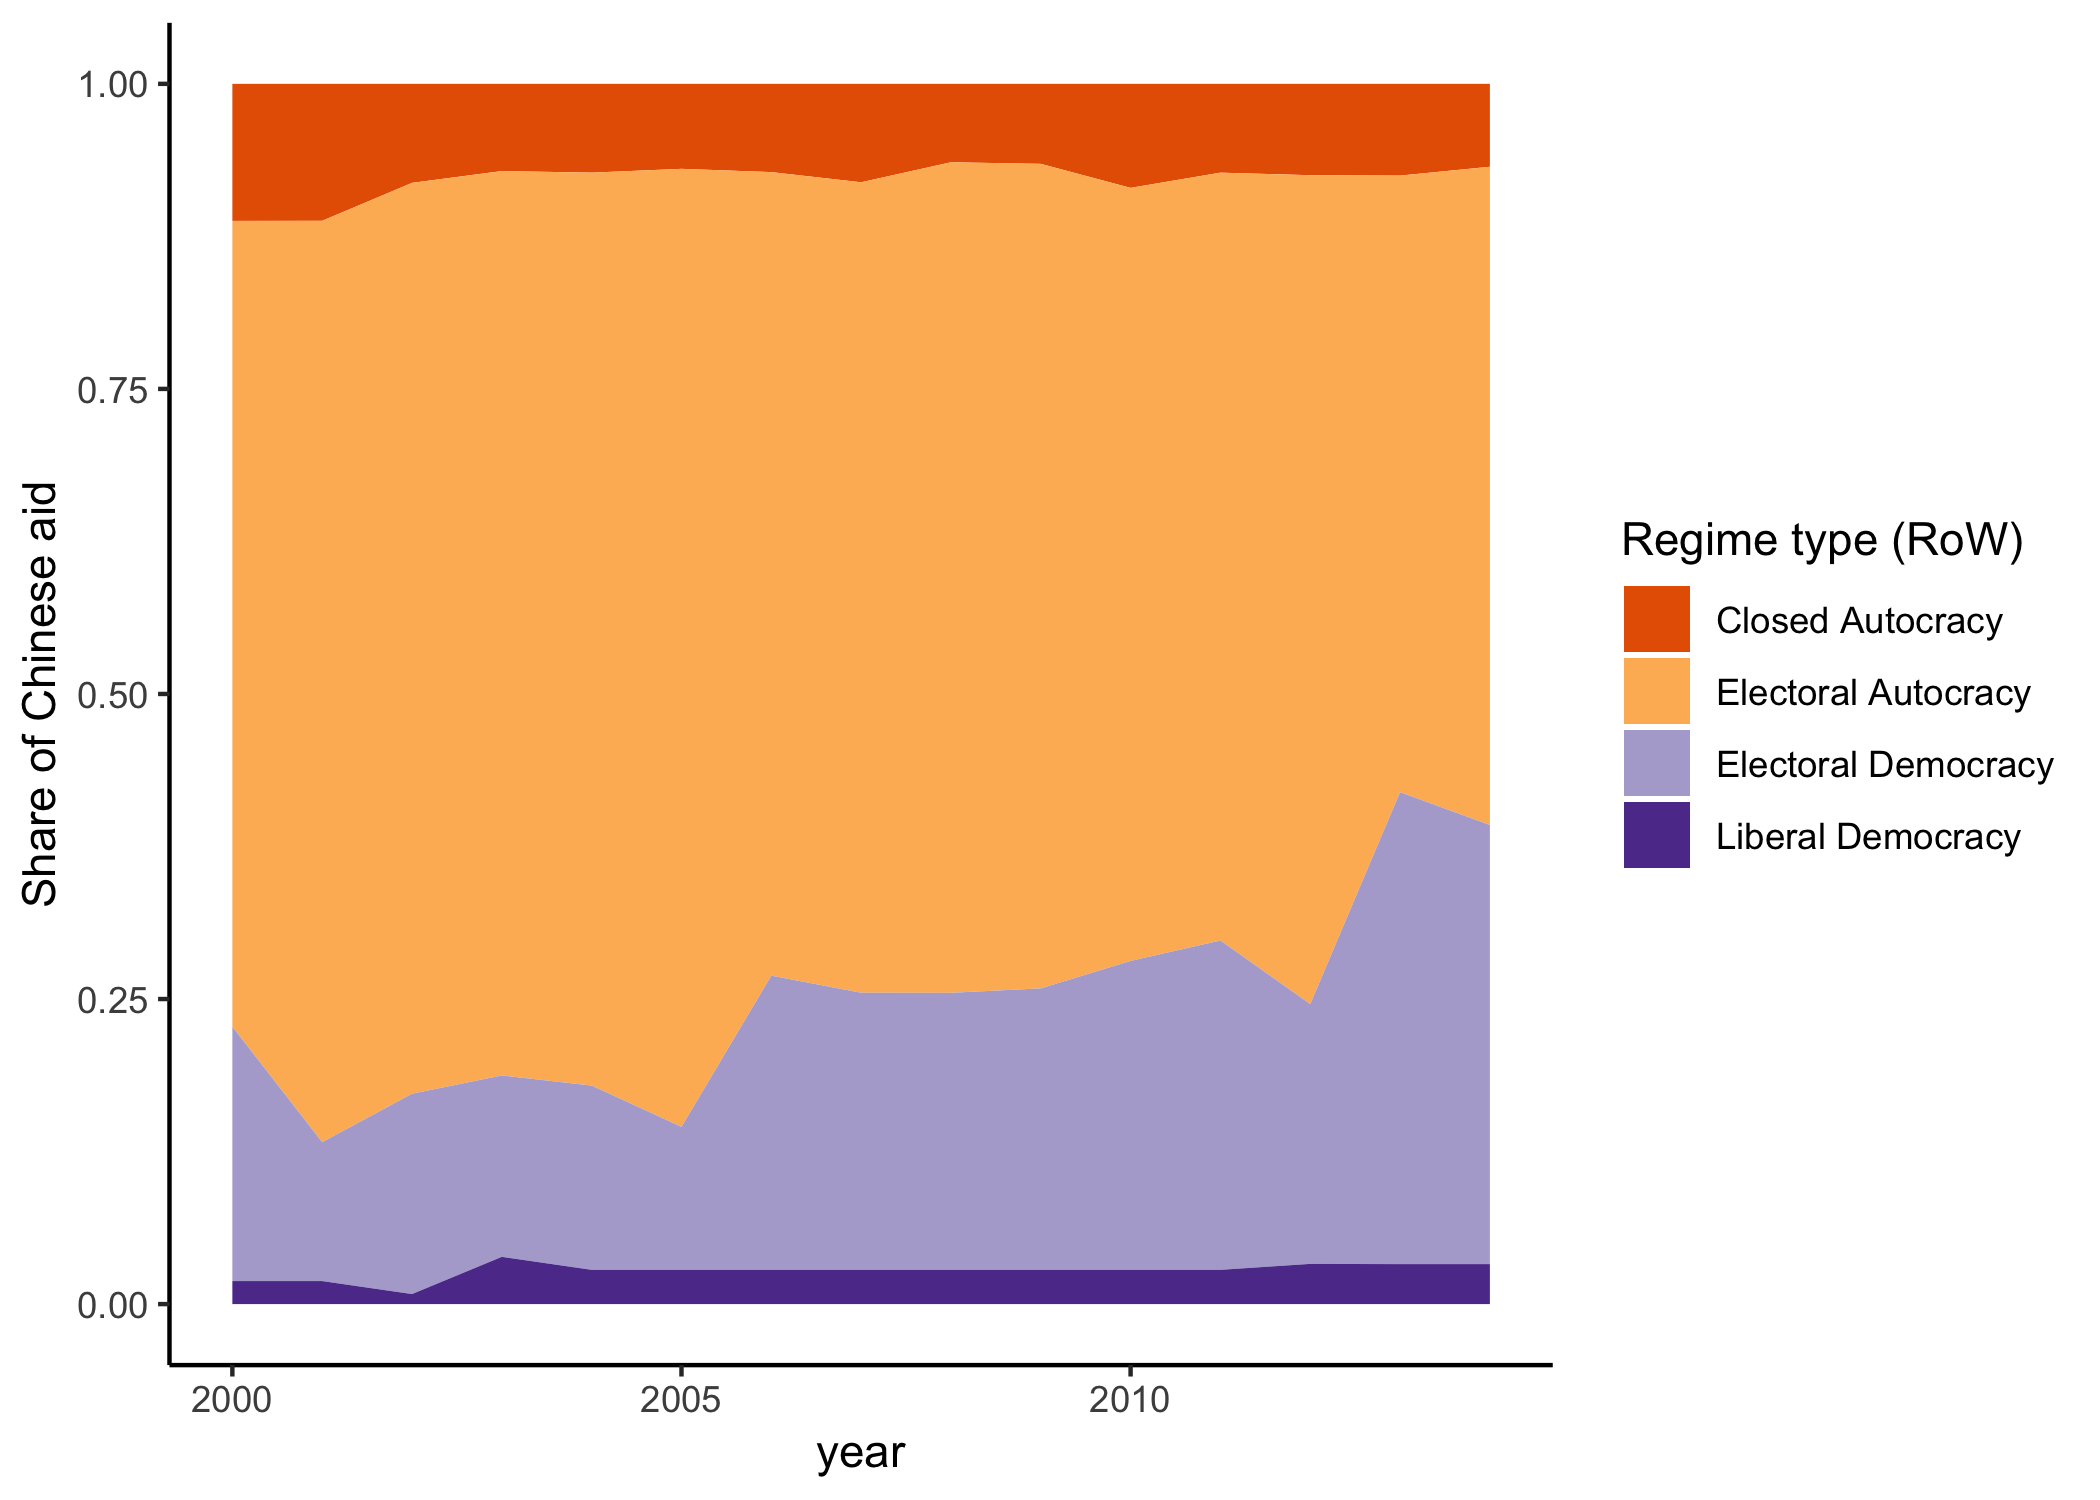 1.00
0.75
0.50
0.25
0.00
Share of Chinese aid
2000 2005 2010
year
Regime type (RoW)
Closed Autocracy
Electoral Autocracy
Electoral Democracy
Liberal Democracy